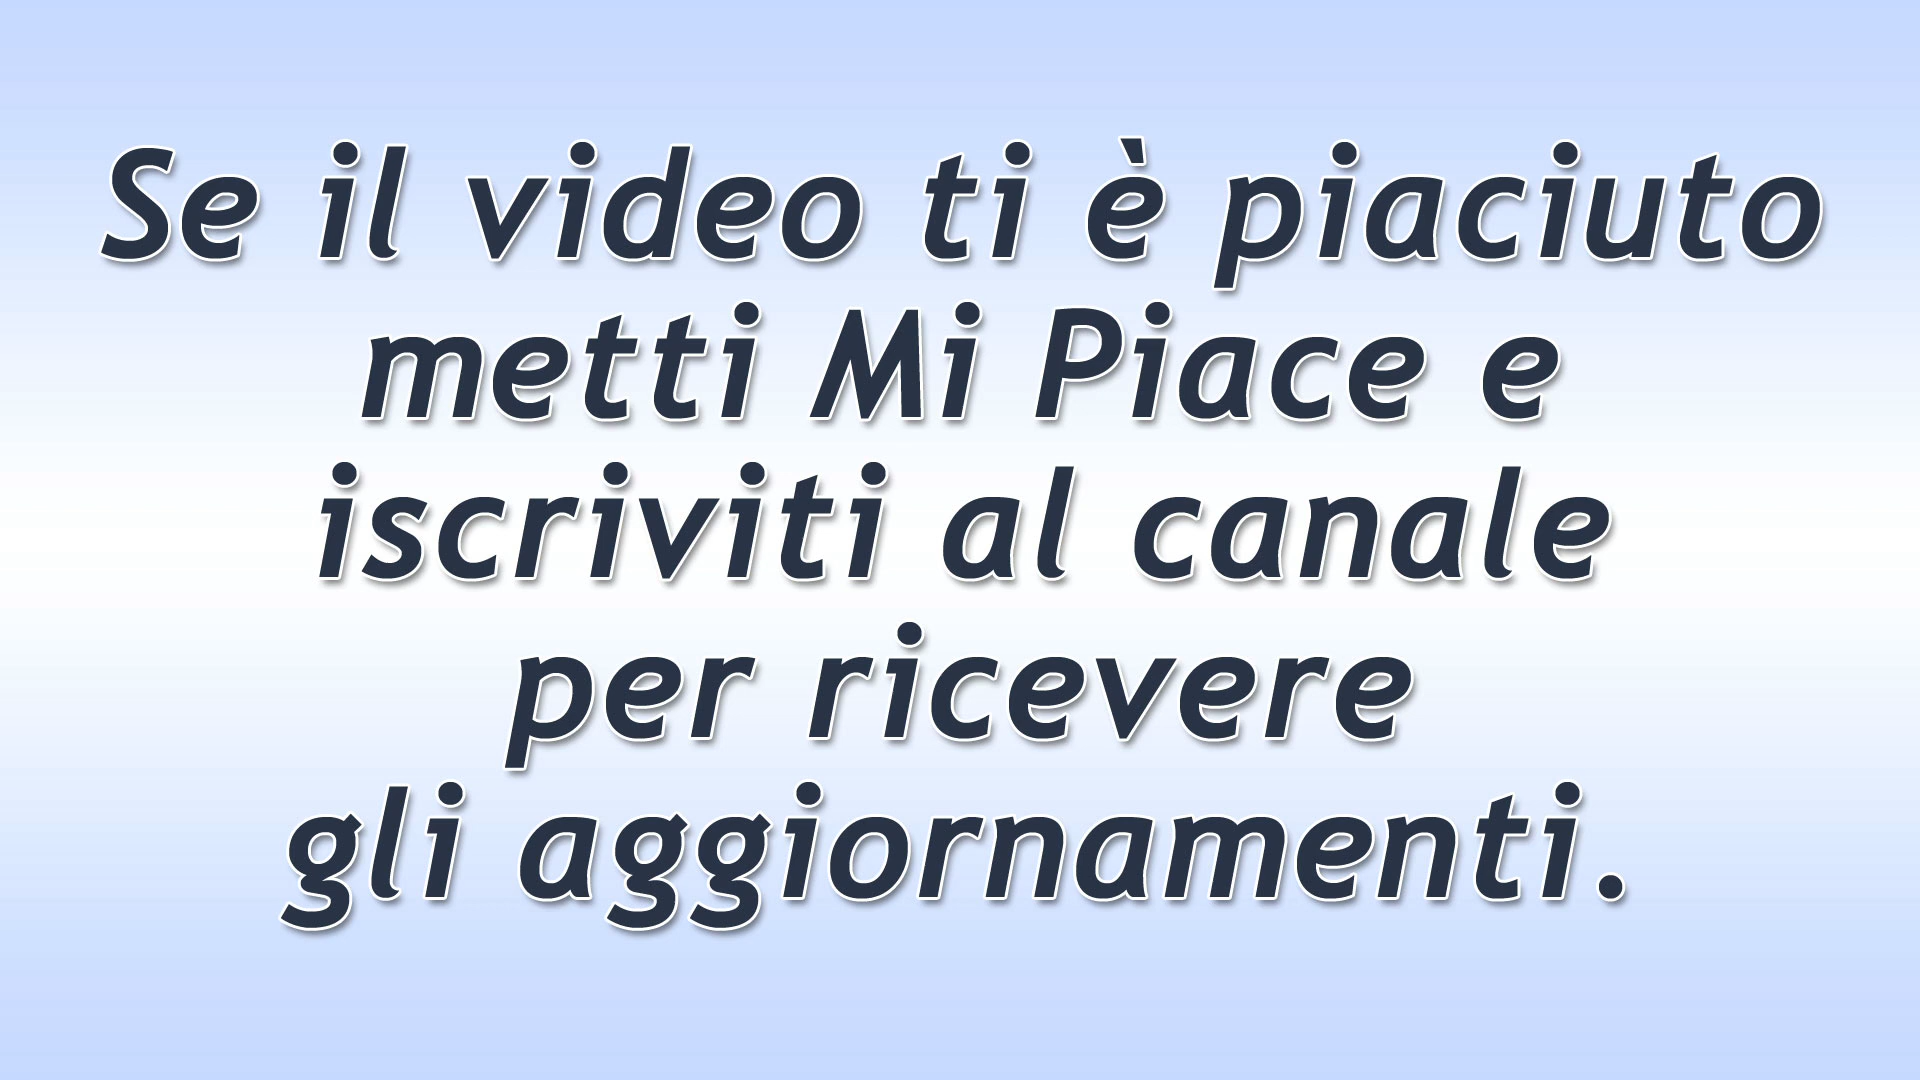 Se il video ti è piaciuto
metti Mi Piace e
iscriviti al canale
per ricevere
gli aggiornamenti.